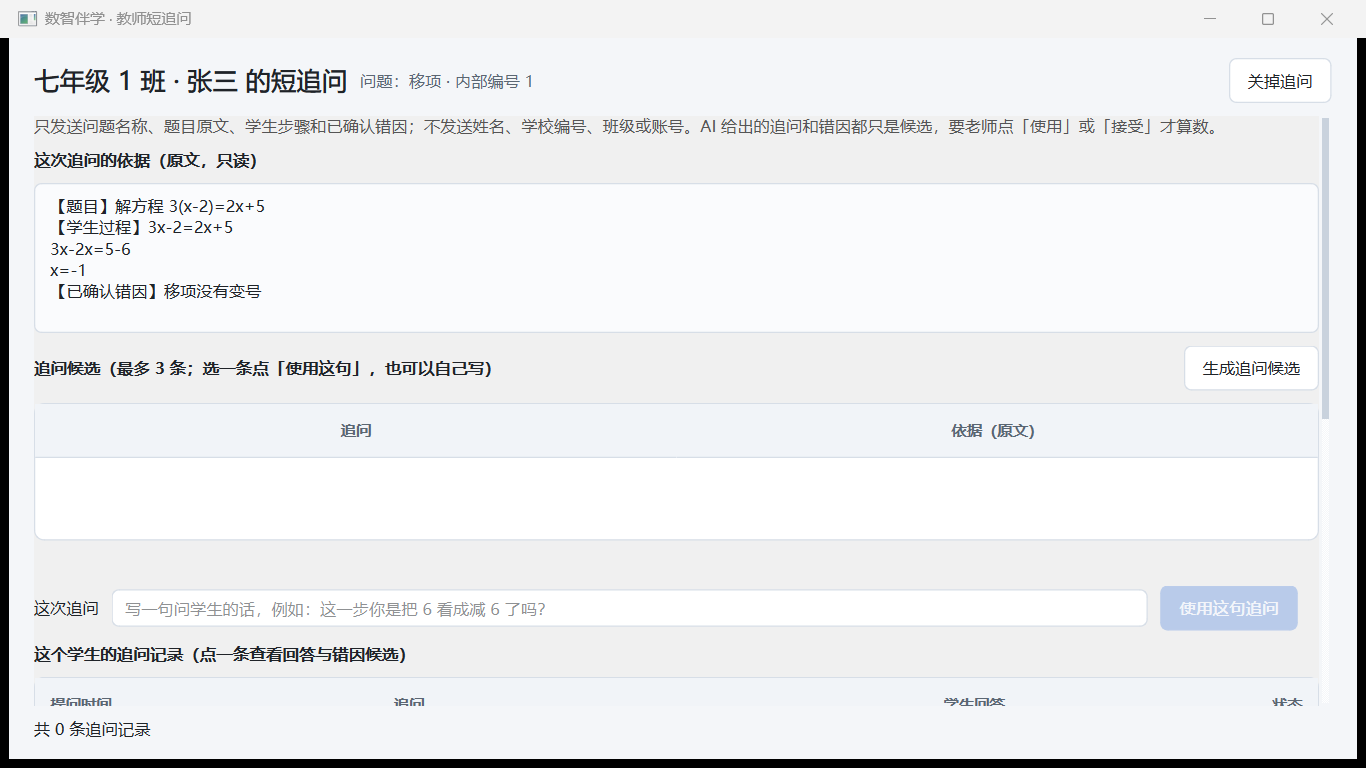 数智伴学 · 教师短追问
七年级 1 班 · 张三 的短追问 问题：移项 · 内部编号 1 关掉追问
只发送问题名称、题目原文、学生步骤和已确认错因；不发送姓名、学校编号、班级或账号。AI 给出的追问和错因都只是候选，要老师点「使用」或「接受」才算数。
这次追问的依据（原文，只读）
【题目】解方程 3(x-2)=2x+5
【学生过程】3x-2=2x+5
3x-2x=5-6
x=-1
【已确认错因】移项没有变号
追问候选（最多 3 条；选一条点「使用这句」，也可以自己写） 生成追问候选
追问 依据（原文）
这次追问 写一句问学生的话，例如：这一步你是把 6 看成减 6 了吗？ 使用这句追问
这个学生的追问记录（点一条查看回答与错因候选）
提问时间 追问 学生回答 状态
共 0 条追问记录